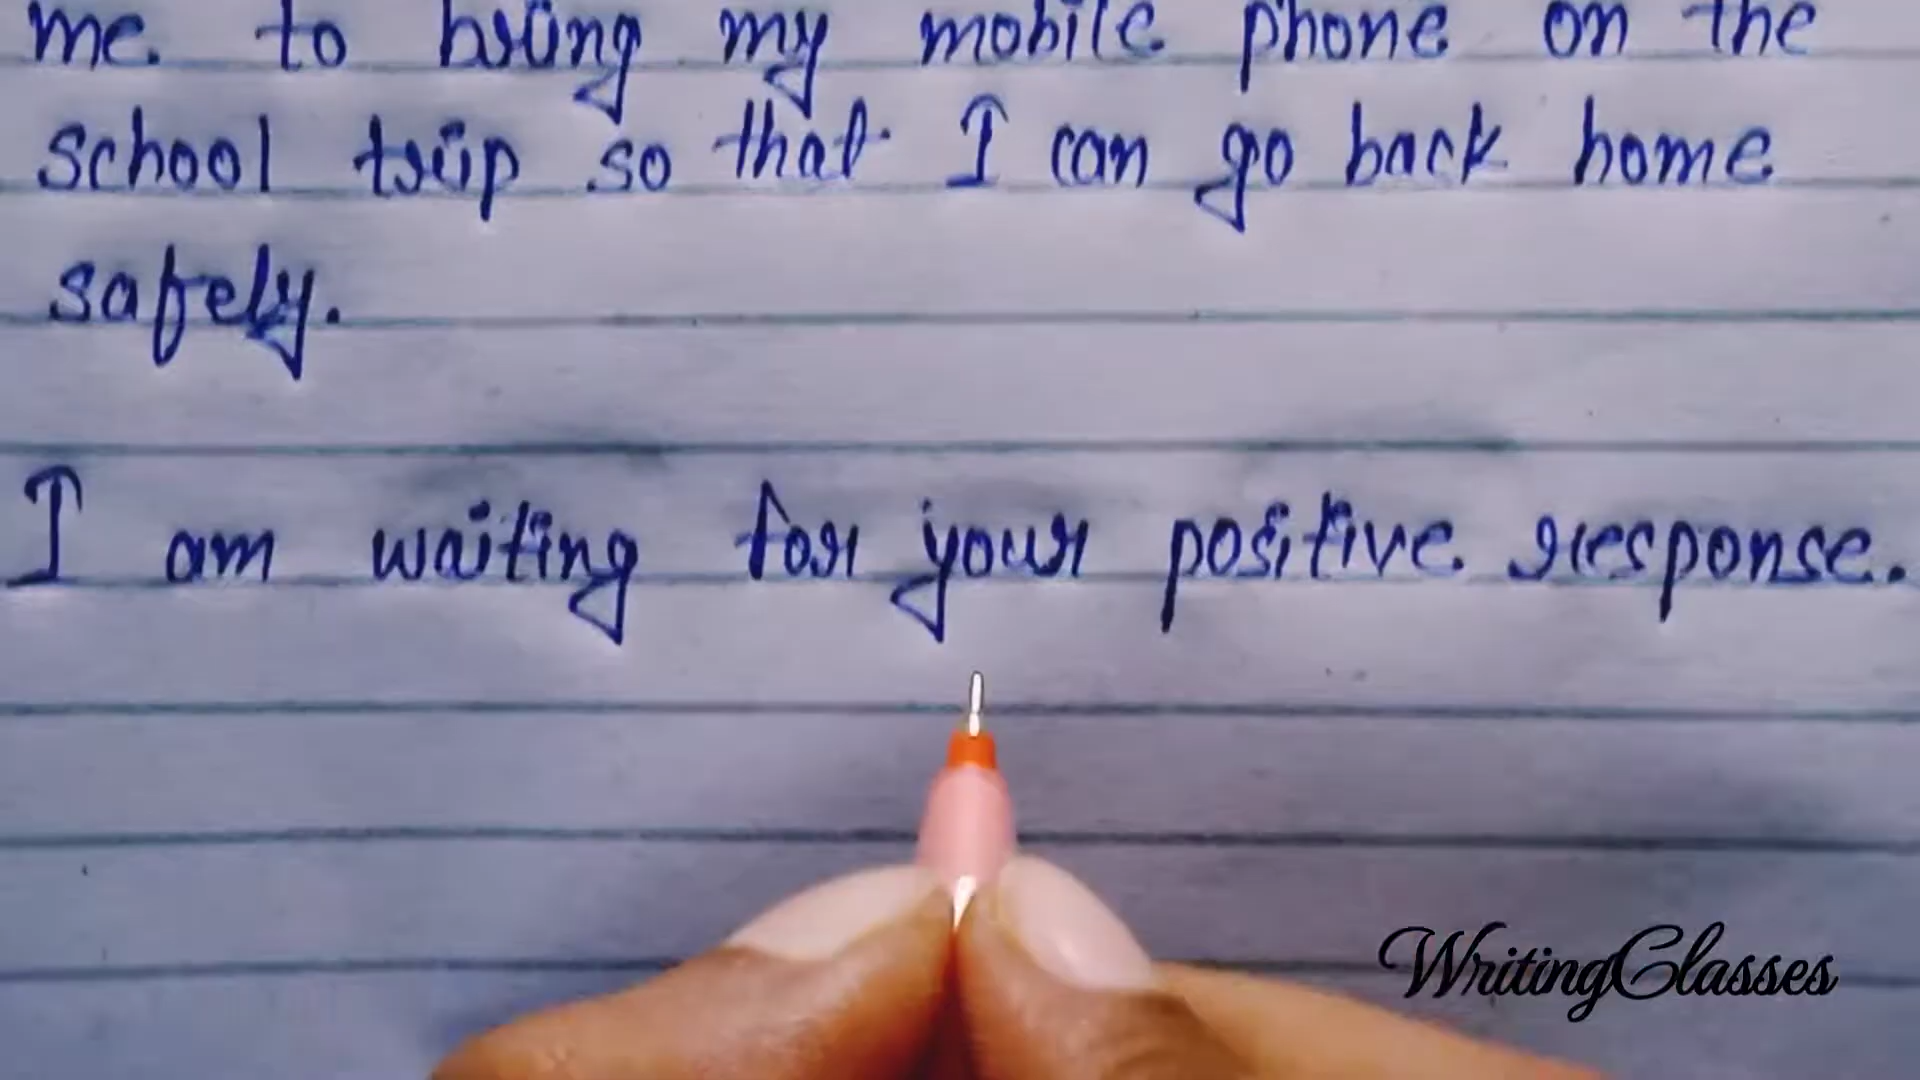 me to bring my mobile phone on the
school trip so that I can go back home
safely.
I am waiting for your positive response.
WritingClasses